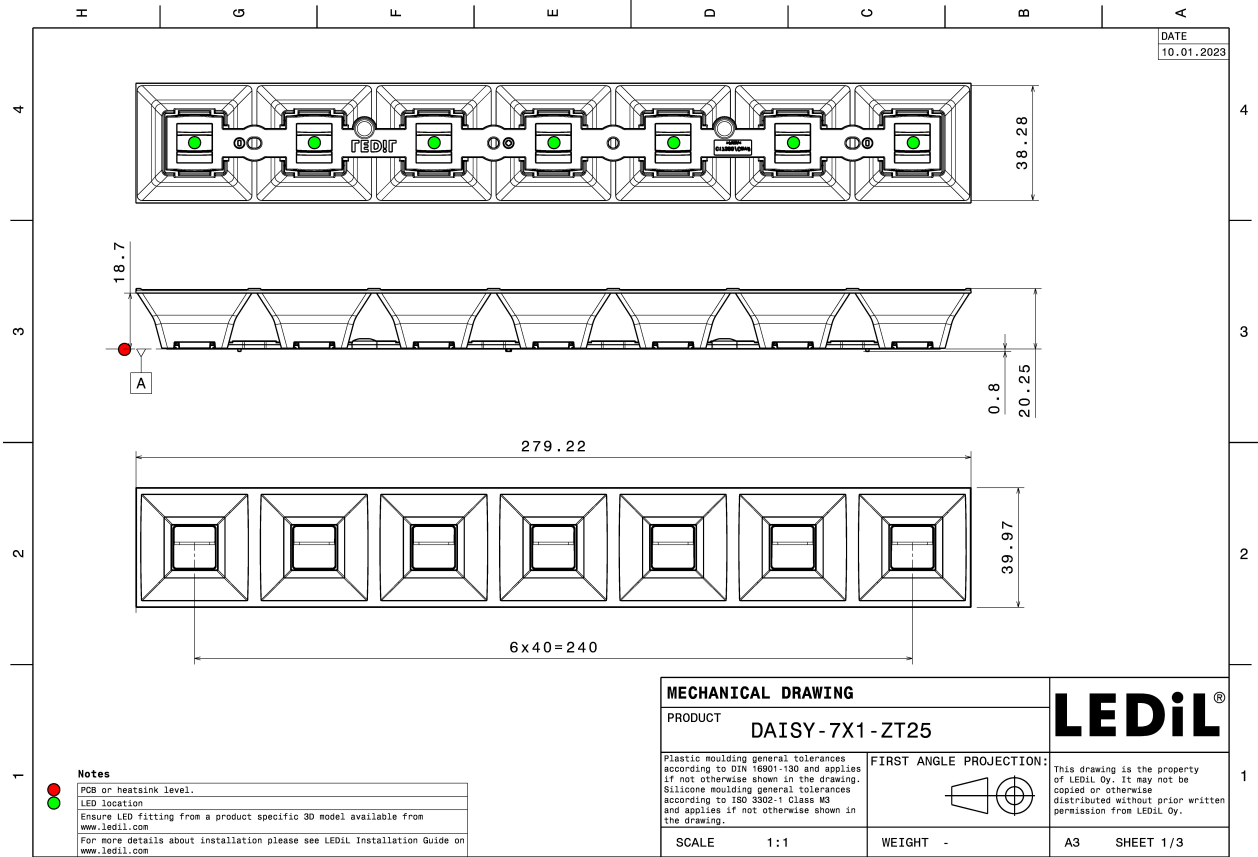 H G F E D C B A
DATE
10.01.2023
4
4
LEDiL
38.28
18.7
3
3
A
0.8
20.25
279.22
2
2
39.97
6x40=240
MECHANICAL DRAWING
PRODUCT
DAISY-7X1-ZT25
LEDiL®
Plastic moulding general tolerances
according to DIN 16901-130 and applies
if not otherwise shown in the drawing.
Silicone moulding general tolerances
according to ISO 3302-1 Class M3
and applies if not otherwise shown in
the drawing.
FIRST ANGLE PROJECTION:
This drawing is the property
of LEDiL Oy. It may not be
copied or otherwise
distributed without prior written
permission from LEDiL Oy.
1
1
Notes
PCB or heatsink level.
LED location
Ensure LED fitting from a product specific 3D model available from
www.ledil.com
For more details about installation please see LEDiL Installation Guide on
www.ledil.com
SCALE 1:1
WEIGHT -
A3 SHEET 1/3